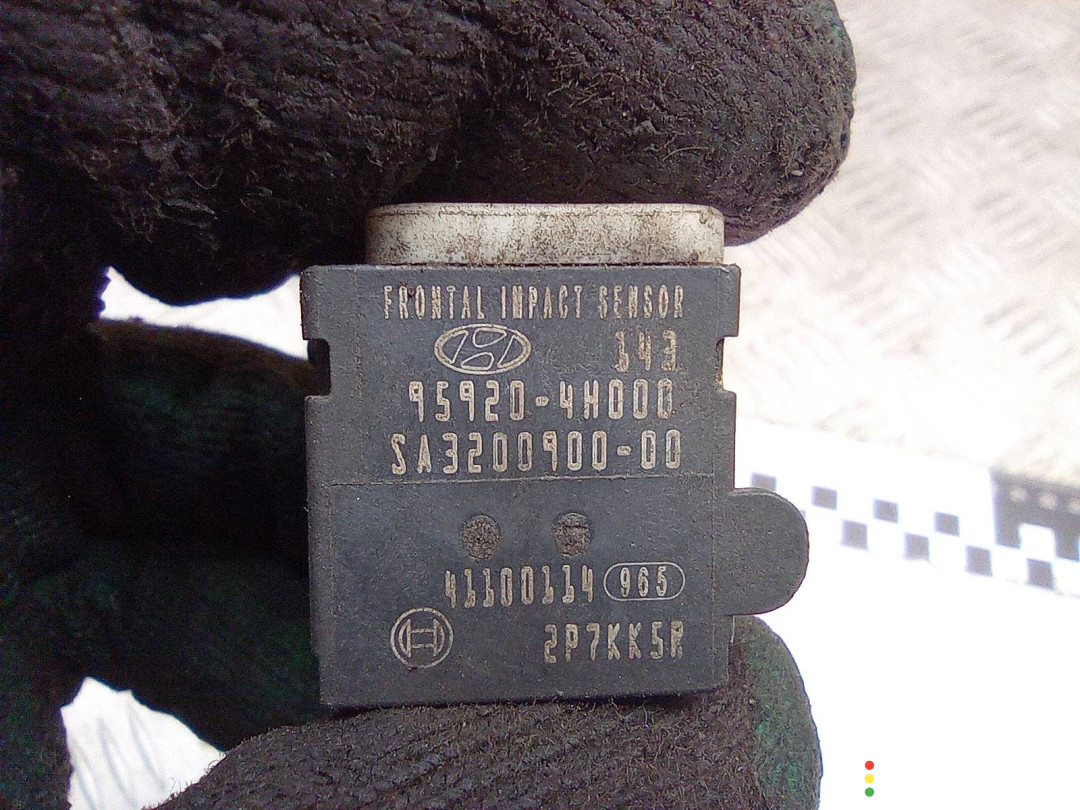 FRONTAL IMPACT SENSOR
343
95920-4H000
SA3200900-00
41100114 965
2P7KK5R